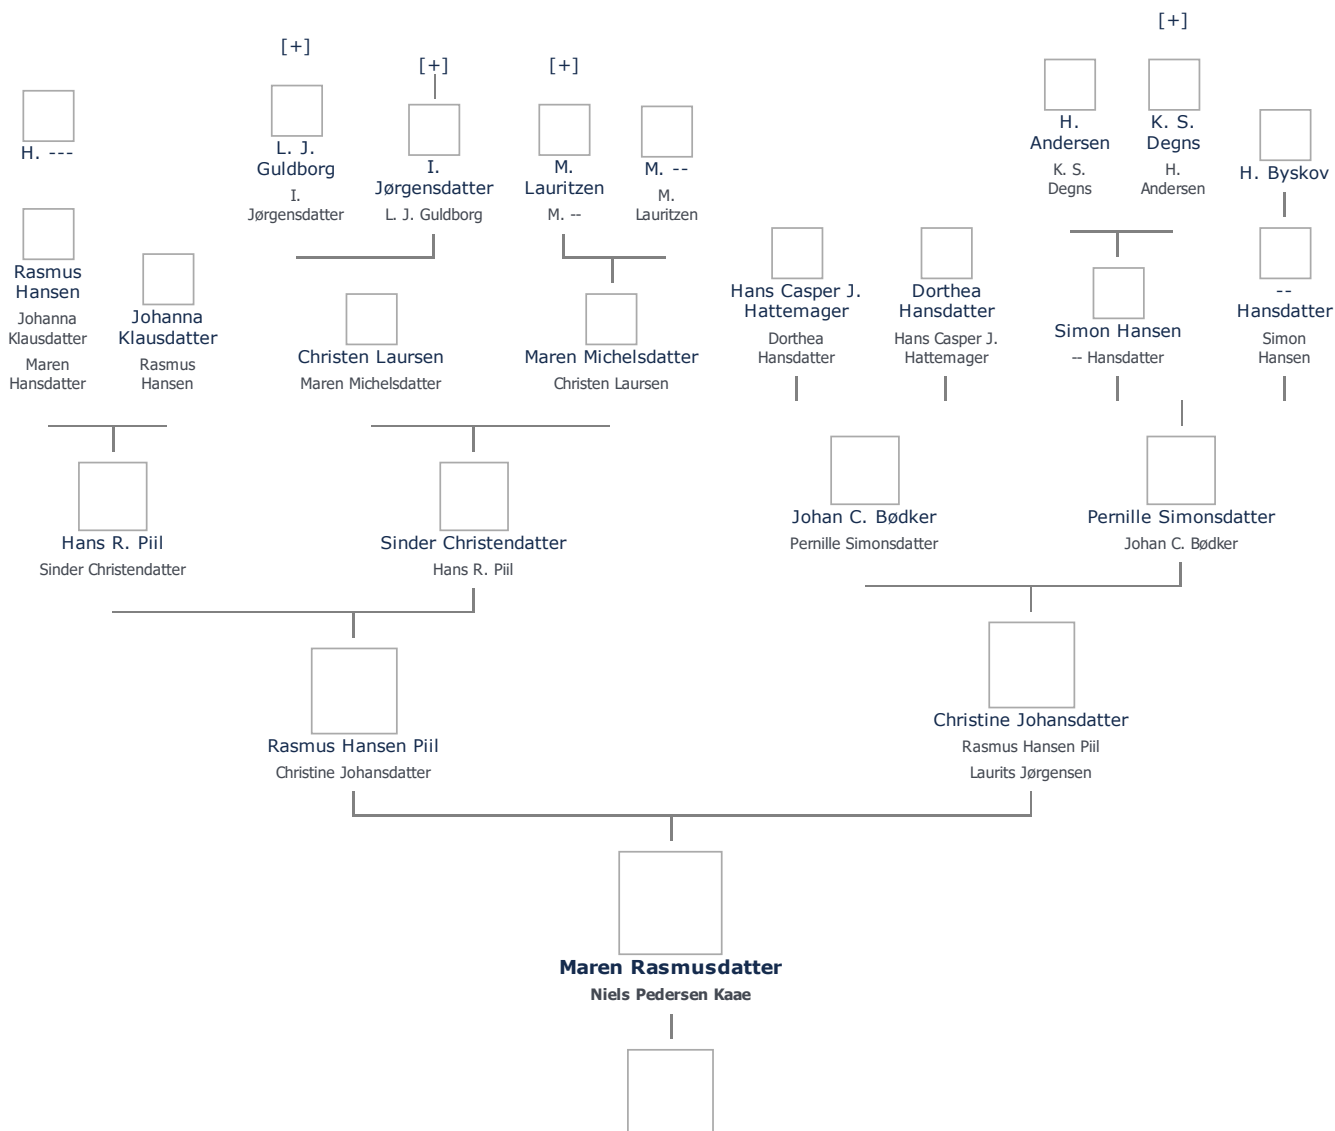 [+]
[+]
[+]
[+]
H. ---
L. J.
Guldborg
I.
Jørgensdatter
I.
Jørgensdatter
L. J. Guldborg
M.
Lauritzen
M. --
M. --
M.
Lauritzen
H.
Andersen
K. S.
Degns
K. S.
Degns
H.
Andersen
H. Byskov
Rasmus
Hansen
Johanna
Klausdatter
Maren
Hansdatter
Johanna
Klausdatter
Rasmus
Hansen
Christen Laursen
Maren Michelsdatter
Maren Michelsdatter
Christen Laursen
Hans Casper J.
Hattemager
Dorthea
Hansdatter
Dorthea
Hansdatter
Hans Casper J.
Hattemager
Simon Hansen
-- Hansdatter
--
Hansdatter
Simon
Hansen
Hans R. Piil
Sinder Christendatter
Sinder Christendatter
Hans R. Piil
Johan C. Bødker
Pernille Simonsdatter
Pernille Simonsdatter
Johan C. Bødker
Rasmus Hansen Piil
Christine Johansdatter
Christine Johansdatter
Rasmus Hansen Piil
Laurits Jørgensen
Maren Rasmusdatter
Niels Pedersen Kaae